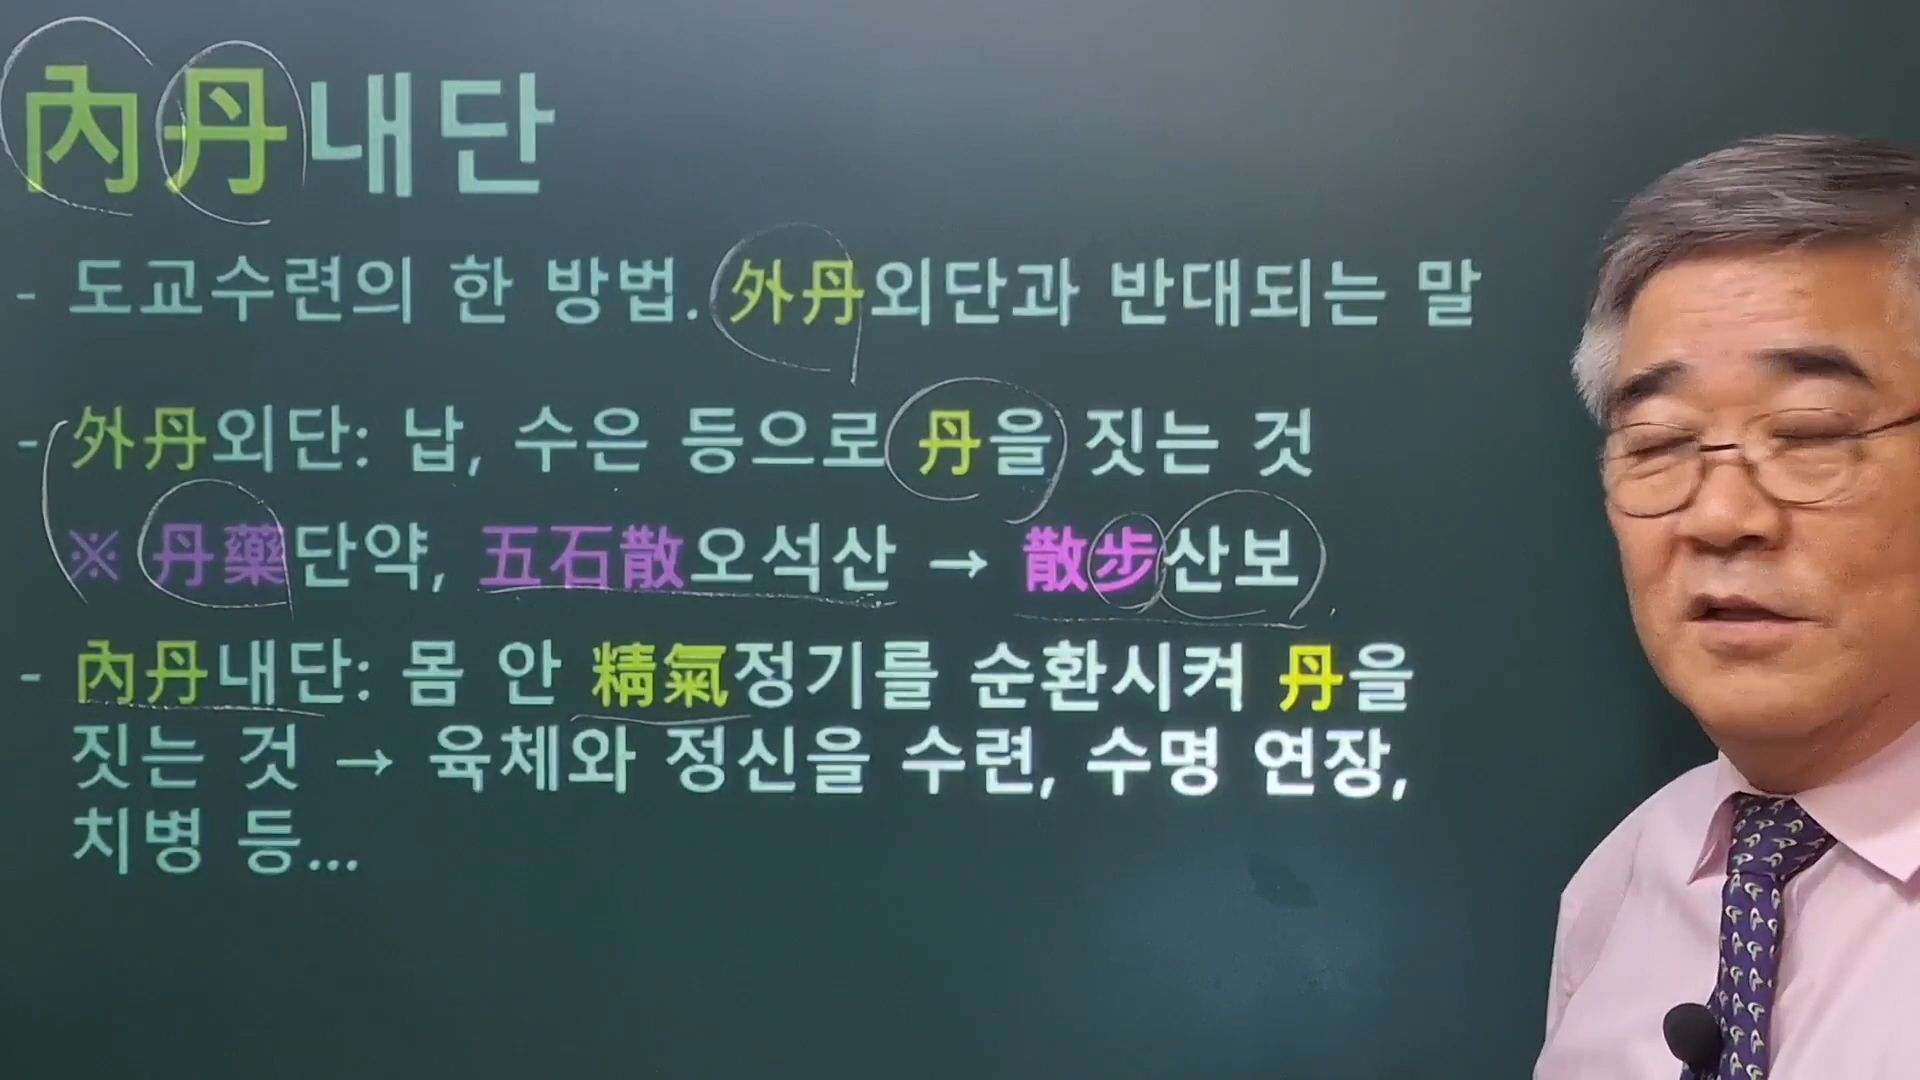 內丹내단
- 도교수련의 한 방법. 外丹외단과 반대되는 말
- 外丹외단: 납, 수은 등으로 丹을 짓는 것
※ 丹藥단약, 五石散오석산 → 散步산보
- 內丹내단: 몸 안 精氣정기를 순환시켜 丹을
짓는 것 → 육체와 정신을 수련, 수명 연장,
치병 등...